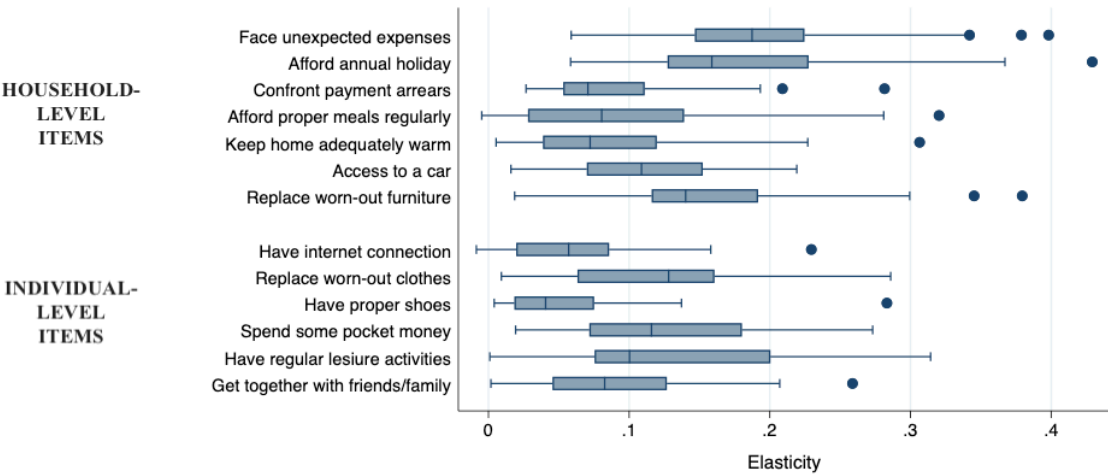 Face unexpected expenses
Afford annual holiday
Confront payment arrears
Afford proper meals regularly
Keep home adequately warm
Access to a car
Replace worn-out furniture
HOUSEHOLD-
LEVEL
ITEMS
Have internet connection
Replace worn-out clothes
Have proper shoes
Spend some pocket money
Have regular lesiure activities
Get together with friends/family
INDIVIDUAL-
LEVEL
ITEMS
0 .1 .2 .3 .4
Elasticity